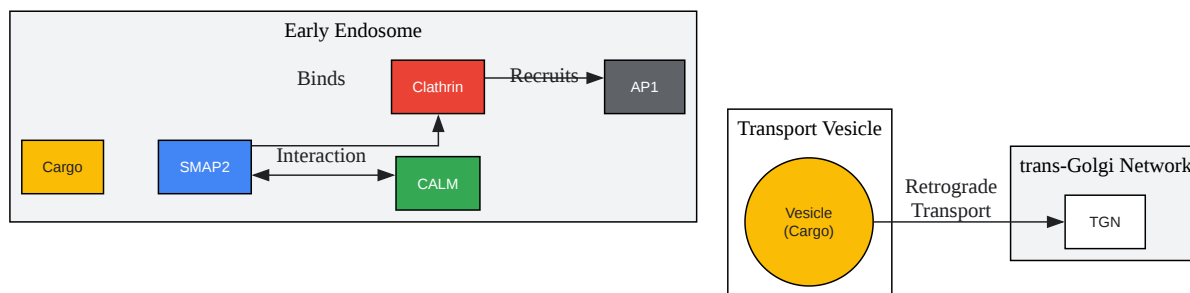 Early Endosome
Binds
Clathrin
Recruits
AP1
Cargo
SMAP2
Interaction
CALM
Transport Vesicle
Vesicle
(Cargo)
Retrograde
Transport
trans-Golgi Network
TGN